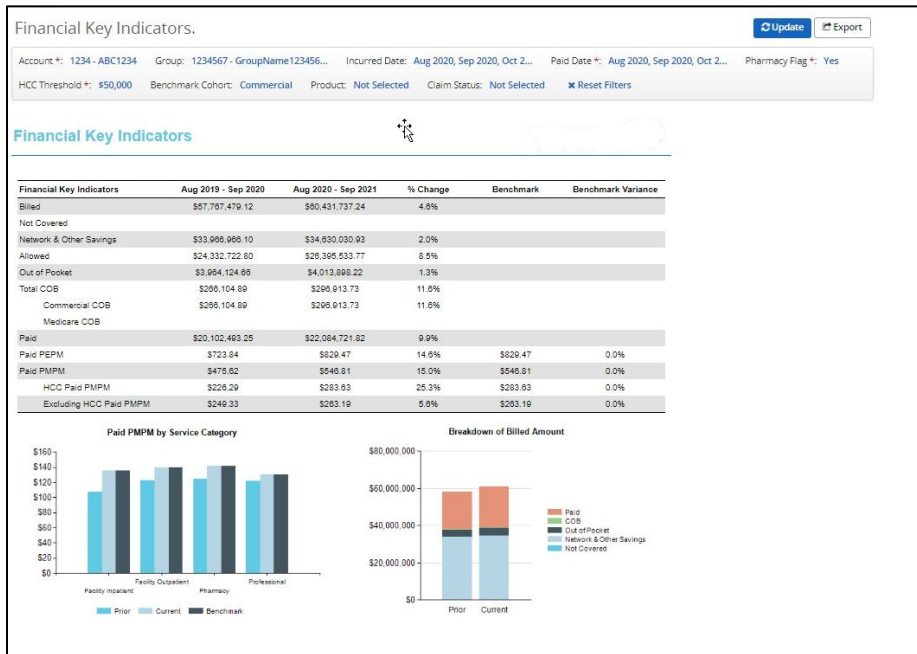 Financial Key Indicators.
Update
Export
Account *: 1234 - ABC1234 Group: 1234567 - GroupName123456... Incurred Date: Aug 2020, Sep 2020, Oct 2... Paid Date *: Aug 2020, Sep 2020, Oct 2... Pharmacy Flag *: Yes
HCC Threshold *: $50,000 Benchmark Cohort: Commercial Product: Not Selected Claim Status: Not Selected × Reset Filters
Financial Key Indicators
Financial Key Indicators Aug 2019 - Sep 2020 Aug 2020 - Sep 2021 % Change Benchmark Benchmark Variance
Billed $57,767,479.12 $60,431,737.24 4.6%
Not Covered
Network & Other Savings $33,966,966.10 $34,630,030.93 2.0%
Allowed $24,332,722.80 $26,395,533.77 8.5%
Out of Pocket $3,964,124.66 $4,013,898.22 1.3%
Total COB $266,104.89 $296,913.73 11.6%
Commercial COB $266,104.89 $296,913.73 11.6%
Medicare COB
Paid $20,102,493.25 $22,084,721.82 9.9%
Paid PEPM $723.84 $829.47 14.6% $829.47 0.0%
Paid PMPM $475.62 $546.81 15.0% $546.81 0.0%
HCC Paid PMPM $226.29 $283.63 25.3% $283.63 0.0%
Excluding HCC Paid PMPM $249.33 $263.19 5.6% $263.19 0.0%
Paid PMPM by Service Category
$160
$140
$120
$100
$80
$60
$40
$20
$0
Facility Inpatient
Facility Outpatient
Pharmacy
Professional
Prior Current Benchmark
Breakdown of Billed Amount
$80,000,000
$60,000,000
$40,000,000
$20,000,000
$0
Prior Current
Paid
COB
Out of Pocket
Network & Other Savings
Not Covered